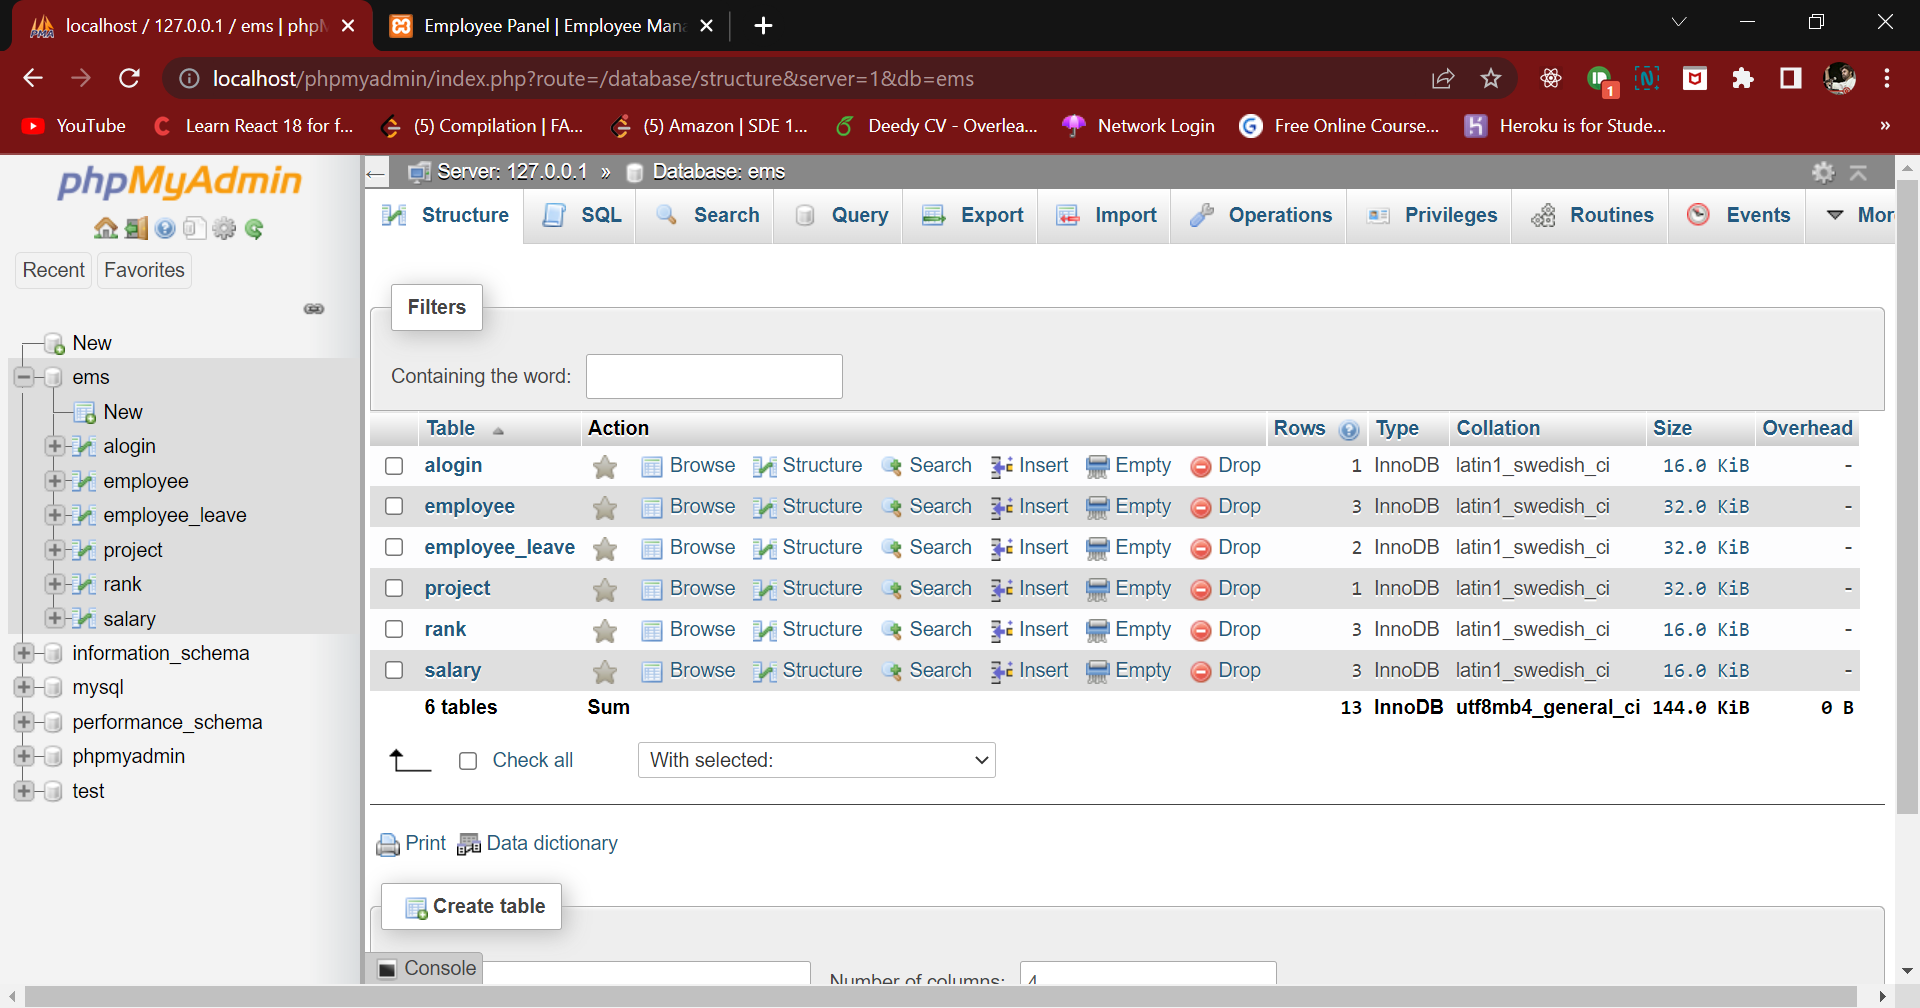 localhost / 127.0.0.1 / ems | phpM
Employee Panel | Employee Mana
localhost/phpmyadmin/index.php?route=/database/structure&server=1&db=ems
1
YouTube
Learn React 18 for f...
(5) Compilation | FA...
(5) Amazon | SDE 1...
Deedy CV - Overlea...
Network Login
Free Online Course...
Heroku is for Stude...
»
phpMyAdmin
Recent
Favorites
New
ems
New
alogin
employee
employee_leave
project
rank
salary
information_schema
mysql
performance_schema
phpmyadmin
test
Server: 127.0.0.1 » Database: ems
Structure SQL Search Query Export Import Operations Privileges Routines Events Mor
Filters
Containing the word:
Table Action Rows Type Collation Size Overhead
alogin Browse Structure Search Insert Empty Drop 1 InnoDB latin1_swedish_ci 16.0 KiB -
employee Browse Structure Search Insert Empty Drop 3 InnoDB latin1_swedish_ci 32.0 KiB -
employee_leave Browse Structure Search Insert Empty Drop 2 InnoDB latin1_swedish_ci 32.0 KiB -
project Browse Structure Search Insert Empty Drop 1 InnoDB latin1_swedish_ci 32.0 KiB -
rank Browse Structure Search Insert Empty Drop 3 InnoDB latin1_swedish_ci 16.0 KiB -
salary Browse Structure Search Insert Empty Drop 3 InnoDB latin1_swedish_ci 16.0 KiB -
6 tables Sum 13 InnoDB utf8mb4_general_ci 144.0 KiB 0 B
Check all With selected:
Print Data dictionary
Create table
Console
Number of columns: 4